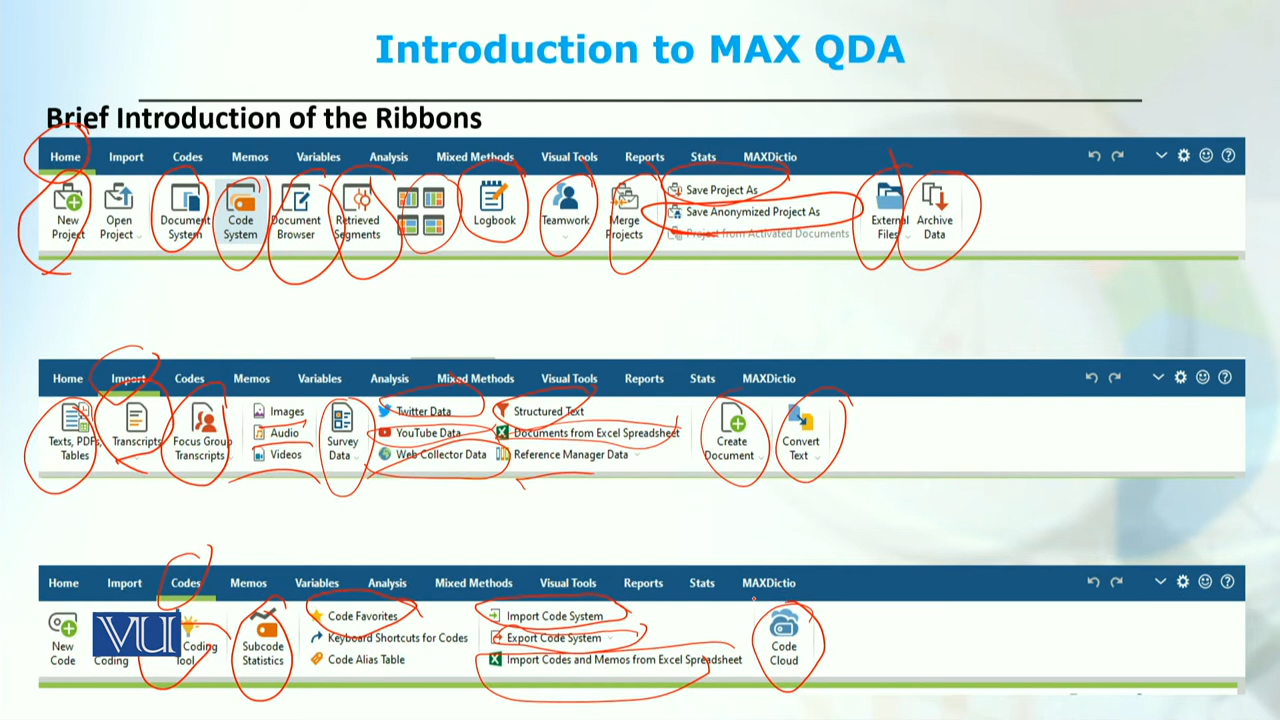 Introduction to MAX QDA
Brief Introduction of the Ribbons
Home Import Codes Memos Variables Analysis Mixed Methods Visual Tools Reports Stats MAXDictio
New Project
Open Project
Document System
Code System
Document Browser
Retrieved Segments
Logbook
Teamwork
Merge Projects
Save Project As
Save Anonymized Project As
Project from Activated Documents
External Files
Archive Data
Home Import Codes Memos Variables Analysis Mixed Methods Visual Tools Reports Stats MAXDictio
Texts, PDFs, Tables
Transcripts
Focus Group Transcripts
Images
Audio
Videos
Survey Data
Twitter Data
YouTube Data
Web Collector Data
Structured Text
Documents from Excel Spreadsheet
Reference Manager Data
Create Document
Convert Text
Home Import Codes Memos Variables Analysis Mixed Methods Visual Tools Reports Stats MAXDictio
New Code
VU
Coding
Coding Tool
Subcode Statistics
Code Favorites
Keyboard Shortcuts for Codes
Code Alias Table
Import Code System
Export Code System
Import Codes and Memos from Excel Spreadsheet
Code Cloud